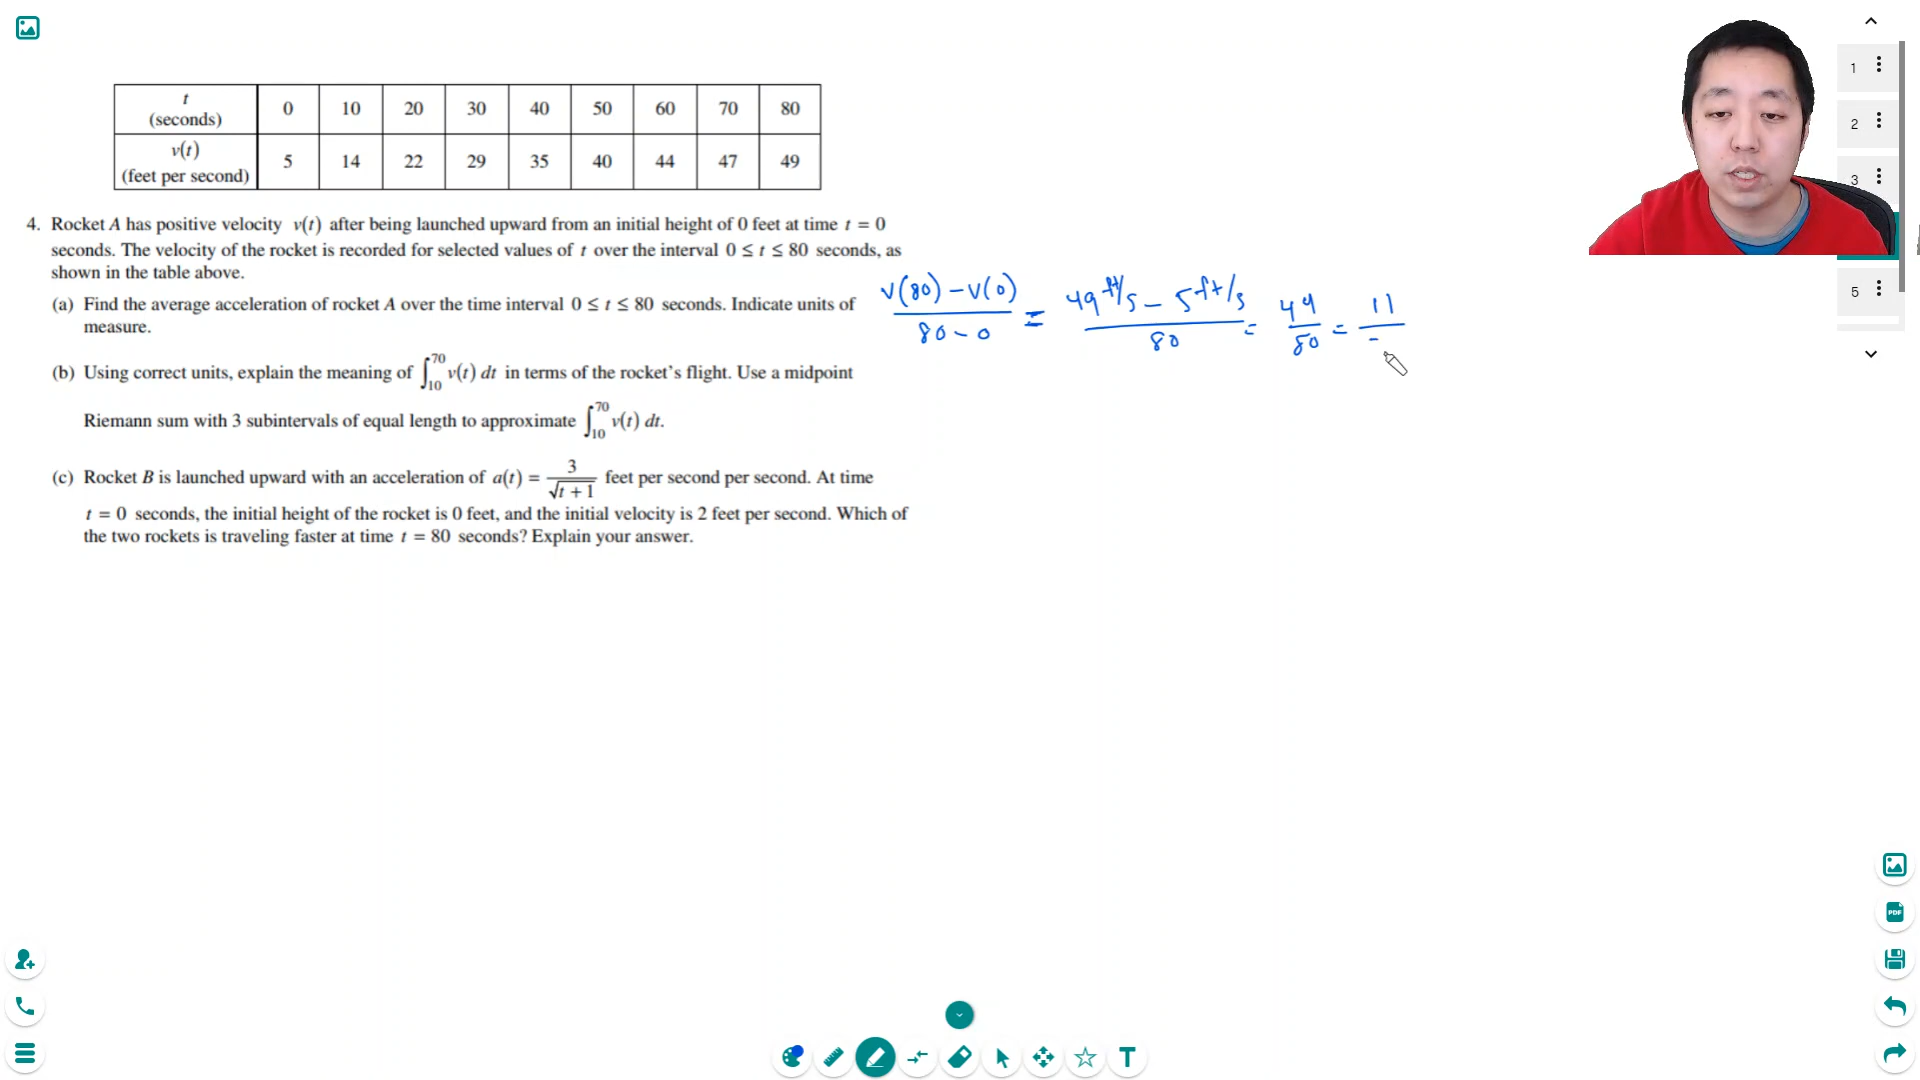 t
(seconds) 0 10 20 30 40 50 60 70 80
v(t)
(feet per second) 5 14 22 29 35 40 44 47 49
4. Rocket A has positive velocity v(t) after being launched upward from an initial height of 0 feet at time t = 0
seconds. The velocity of the rocket is recorded for selected values of t over the interval 0 ≤ t ≤ 80 seconds, as
shown in the table above.
(a) Find the average acceleration of rocket A over the time interval 0 ≤ t ≤ 80 seconds. Indicate units of
measure.
v(80) - v(0) / 80 - 0 = 49 ft/s - 5 ft/s / 80 = 44/80 = 11/
(b) Using correct units, explain the meaning of ∫₁₀⁷⁰ v(t) dt in terms of the rocket's flight. Use a midpoint
Riemann sum with 3 subintervals of equal length to approximate ∫₁₀⁷⁰ v(t) dt.
(c) Rocket B is launched upward with an acceleration of a(t) = 3/√(t + 1) feet per second per second. At time
t = 0 seconds, the initial height of the rocket is 0 feet, and the initial velocity is 2 feet per second. Which of
the two rockets is traveling faster at time t = 80 seconds? Explain your answer.
1
2
3
5
PDF
T